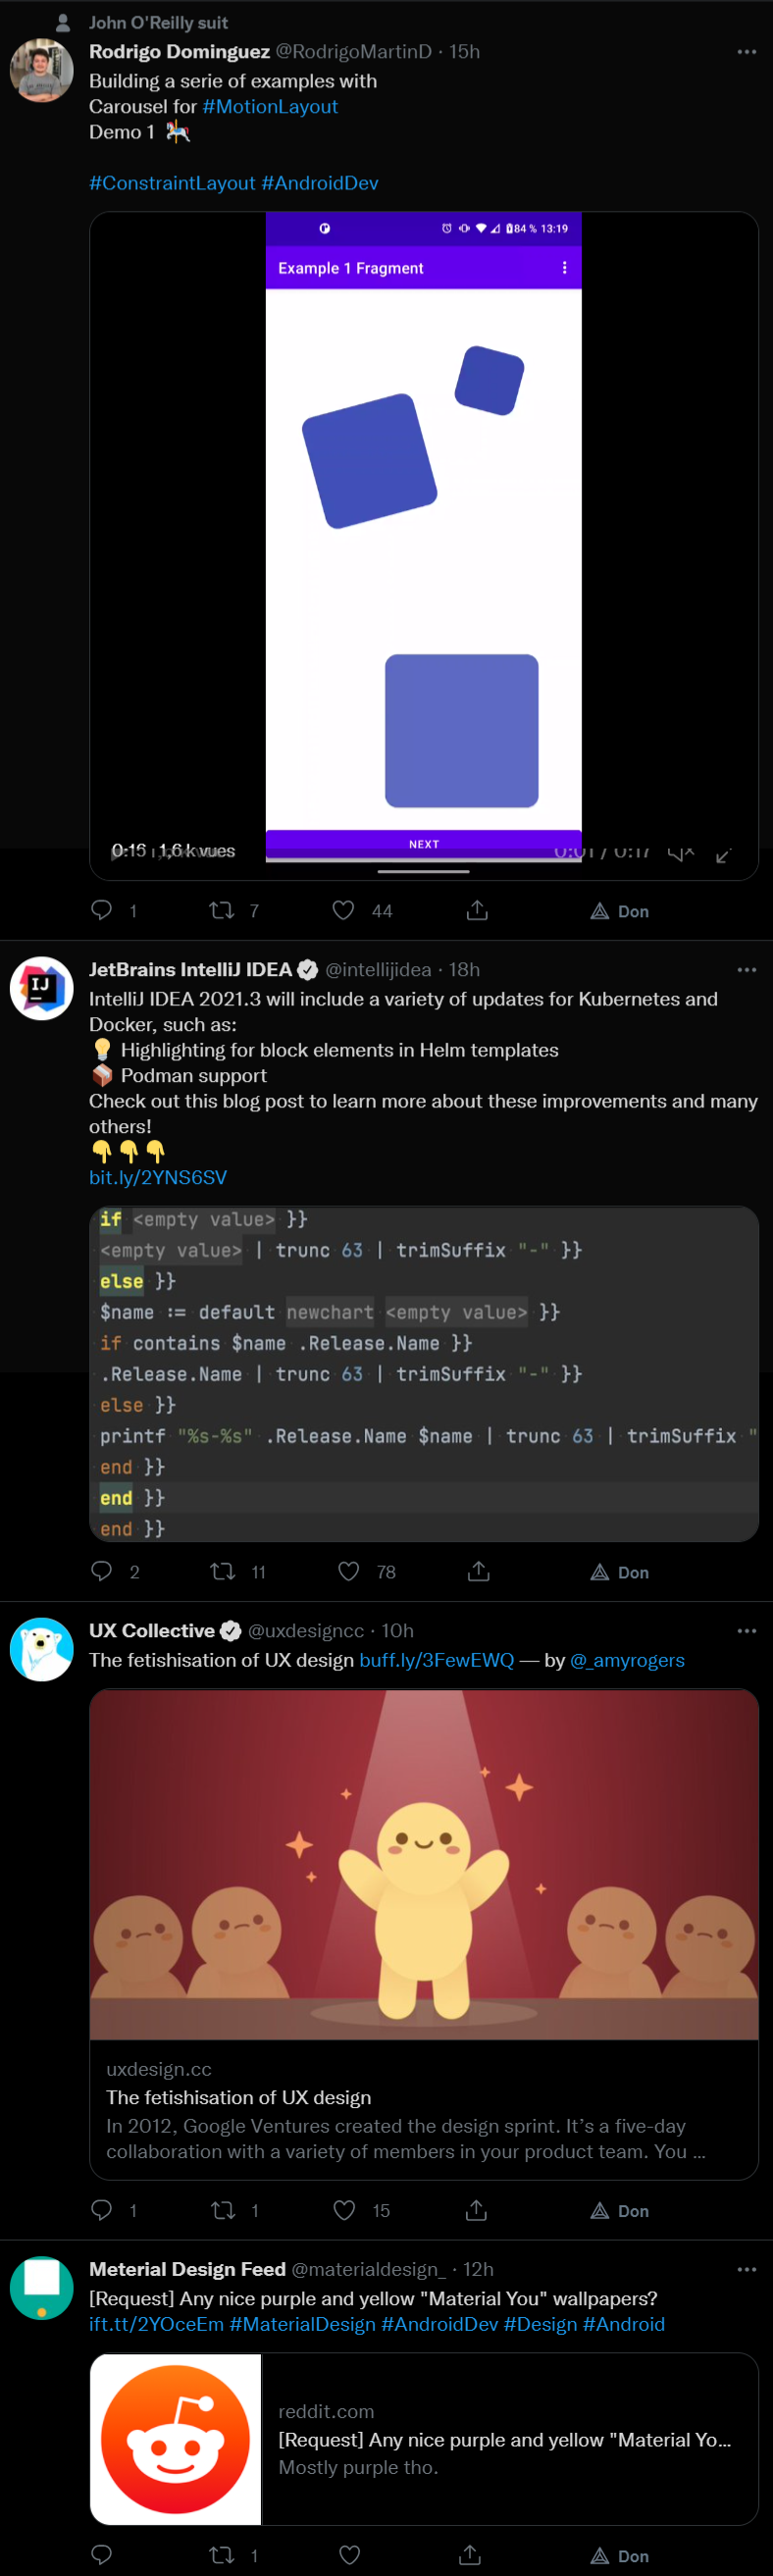 John O'Reilly suit
Rodrigo Dominguez @RodrigoMartinD · 15h
Building a serie of examples with
Carousel for #MotionLayout
Demo 1 🎠
#ConstraintLayout #AndroidDev
84 % 13:19
Example 1 Fragment
NEXT
0:16 1,6 k vues
0:01 / 0:17
1 7 44 Don
JetBrains IntelliJ IDEA @intellijidea · 18h
IntelliJ IDEA 2021.3 will include a variety of updates for Kubernetes and
Docker, such as:
💡 Highlighting for block elements in Helm templates
📦 Podman support
Check out this blog post to learn more about these improvements and many
others!
👇👇👇
bit.ly/2YNS6SV
IJ
if <empty value> }}
<empty value> | trunc 63 | trimSuffix "-" }}
else }}
$name := default newchart <empty value> }}
if contains $name .Release.Name }}
.Release.Name | trunc 63 | trimSuffix "-" }}
else }}
printf "%s-%s" .Release.Name $name | trunc 63 | trimSuffix "
end }}
end }}
end }}
2 11 78 Don
UX Collective @uxdesigncc · 10h
The fetishisation of UX design buff.ly/3FewEWQ — by @_amyrogers
uxdesign.cc
The fetishisation of UX design
In 2012, Google Ventures created the design sprint. It’s a five-day
collaboration with a variety of members in your product team. You ...
1 1 15 Don
Meterial Design Feed @materialdesign_ · 12h
[Request] Any nice purple and yellow "Material You" wallpapers?
ift.tt/2YOceEm #MaterialDesign #AndroidDev #Design #Android
reddit.com
[Request] Any nice purple and yellow "Material Yo...
Mostly purple tho.
1 Don